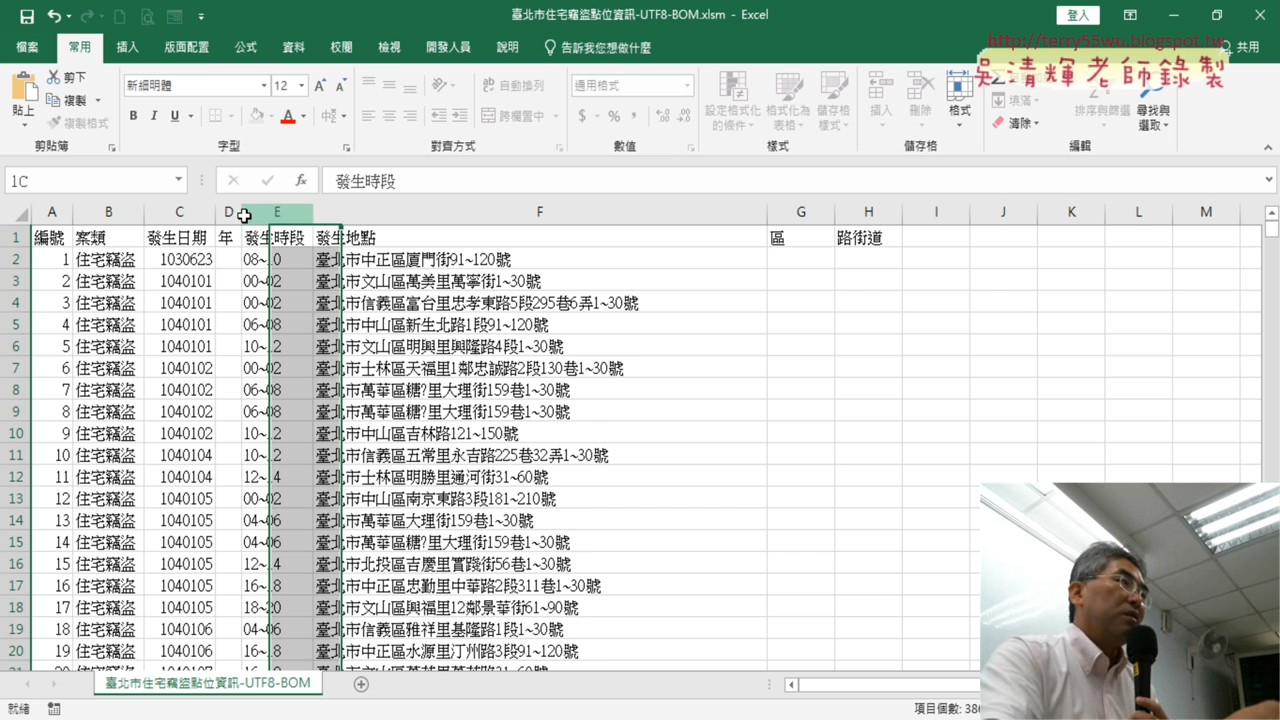 臺北市住宅竊盜點位資訊-UTF8-BOM.xlsm - Excel
登入
檔案 常用 插入 版面配置 公式 資料 校閱 檢視 開發人員 說明 告訴我您想做什麼 共用
http://terry55wu.blogspot.tw
吳清輝老師錄製
貼上 剪下 複製 複製格式
新細明體 12
B I U
自動換列 跨欄置中
通用格式
$ %
設定格式化的條件 格式化為表格 儲存格樣式
插入 刪除 格式
填滿 清除 排序與篩選 尋找與選取
剪貼簿 字型 對齊方式 數值 樣式 儲存格 編輯
1C fx 發生時段
A B C D E F G H I J K L M
1 編號 案類 發生日期 年 發生時段 發生地點 區 路街道
2 1 住宅竊盜 1030623 08~10 臺北市中正區廈門街91~120號
3 2 住宅竊盜 1040101 00~02 臺北市文山區萬美里萬寧街1~30號
4 3 住宅竊盜 1040101 00~02 臺北市信義區富台里忠孝東路5段295巷6弄1~30號
5 4 住宅竊盜 1040101 06~08 臺北市中山區新生北路1段91~120號
6 5 住宅竊盜 1040101 10~12 臺北市文山區明興里興隆路4段1~30號
7 6 住宅竊盜 1040102 00~02 臺北市士林區天福里1鄰忠誠路2段130巷1~30號
8 7 住宅竊盜 1040102 06~08 臺北市萬華區糖?里大理街159巷1~30號
9 8 住宅竊盜 1040102 06~08 臺北市萬華區糖?里大理街159巷1~30號
10 9 住宅竊盜 1040102 10~12 臺北市中山區吉林路121~150號
11 10 住宅竊盜 1040104 10~12 臺北市信義區五常里永吉路225巷32弄1~30號
12 11 住宅竊盜 1040104 12~14 臺北市士林區明勝里通河街31~60號
13 12 住宅竊盜 1040105 00~02 臺北市中山區南京東路3段181~210號
14 13 住宅竊盜 1040105 04~06 臺北市萬華區大理街159巷1~30號
15 14 住宅竊盜 1040105 04~06 臺北市萬華區糖?里大理街159巷1~30號
16 15 住宅竊盜 1040105 12~14 臺北市北投區吉慶里實踐街56巷1~30號
17 16 住宅竊盜 1040105 16~18 臺北市中正區忠勤里中華路2段311巷1~30號
18 17 住宅竊盜 1040105 18~20 臺北市文山區興福里12鄰景華街61~90號
19 18 住宅竊盜 1040106 04~06 臺北市信義區雅祥里基隆路1段1~30號
20 19 住宅竊盜 1040106 16~18 臺北市中正區水源里汀州路3段91~120號
臺北市住宅竊盜點位資訊-UTF8-BOM
就緒 項目個數: 386